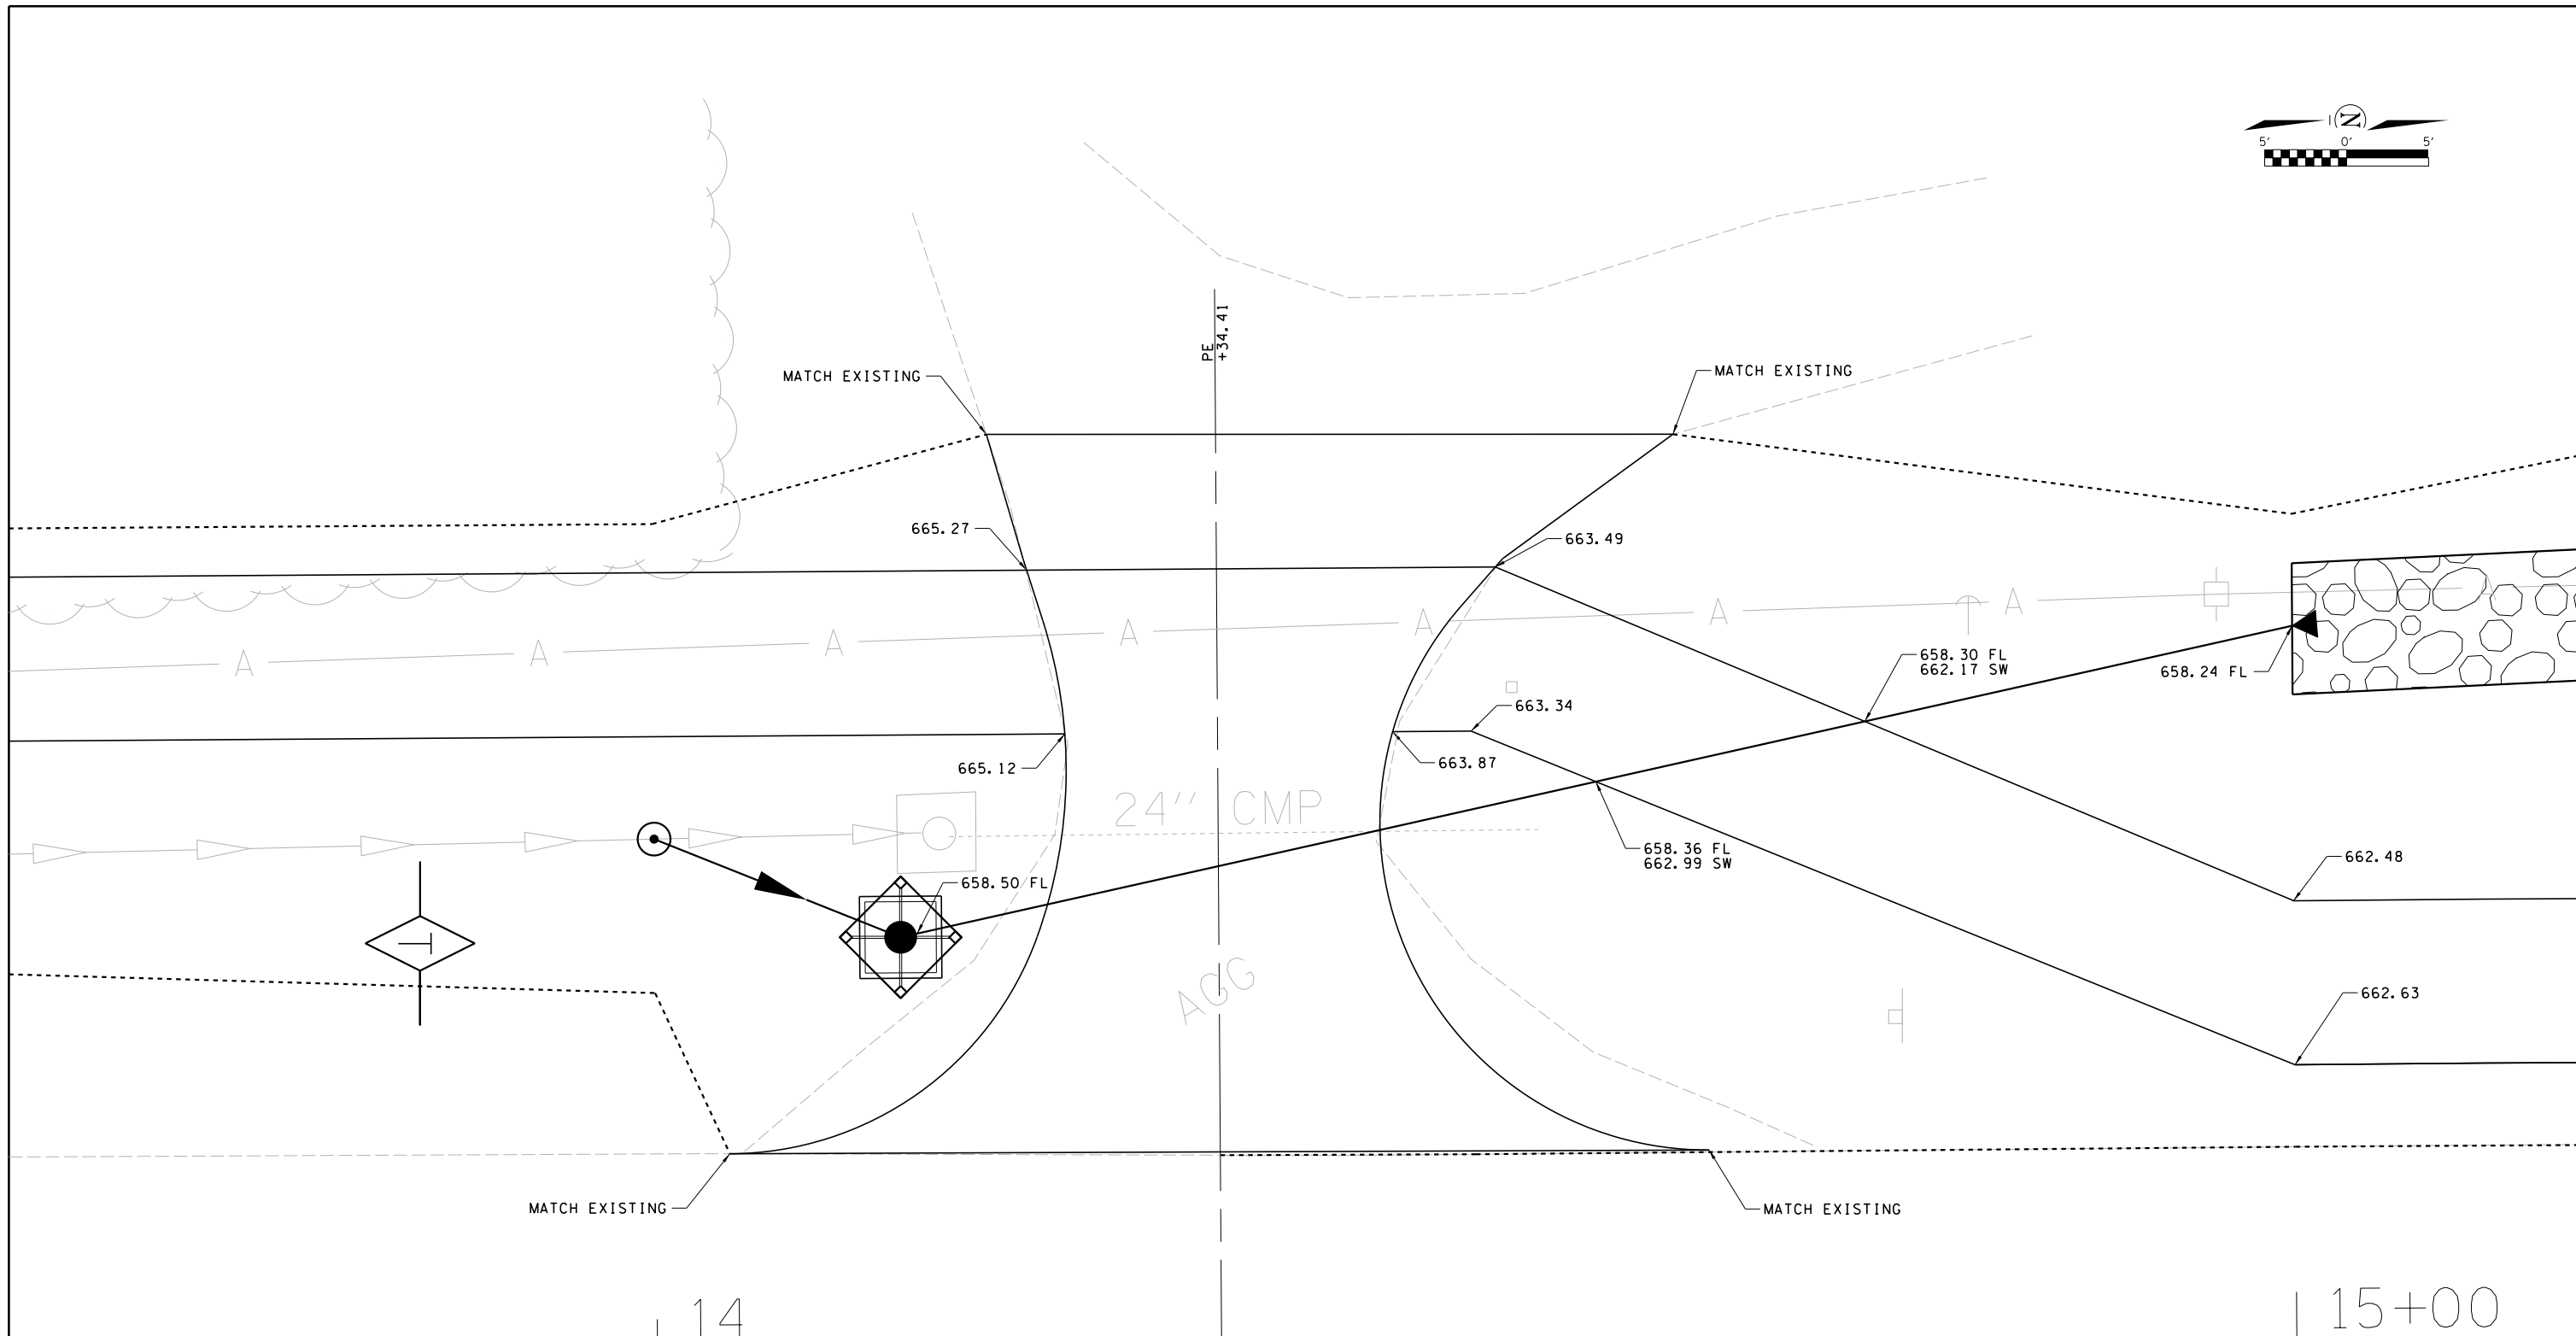 N
5' 0' 5'
PE
+34.41
MATCH EXISTING
MATCH EXISTING
665.27
663.49
A A A A A A A A
658.30 FL
662.17 SW
658.24 FL
663.34
665.12
663.87
24" CMP
658.36 FL
662.99 SW
662.48
658.50 FL
T
AGG
662.63
MATCH EXISTING
MATCH EXISTING
14
15+00